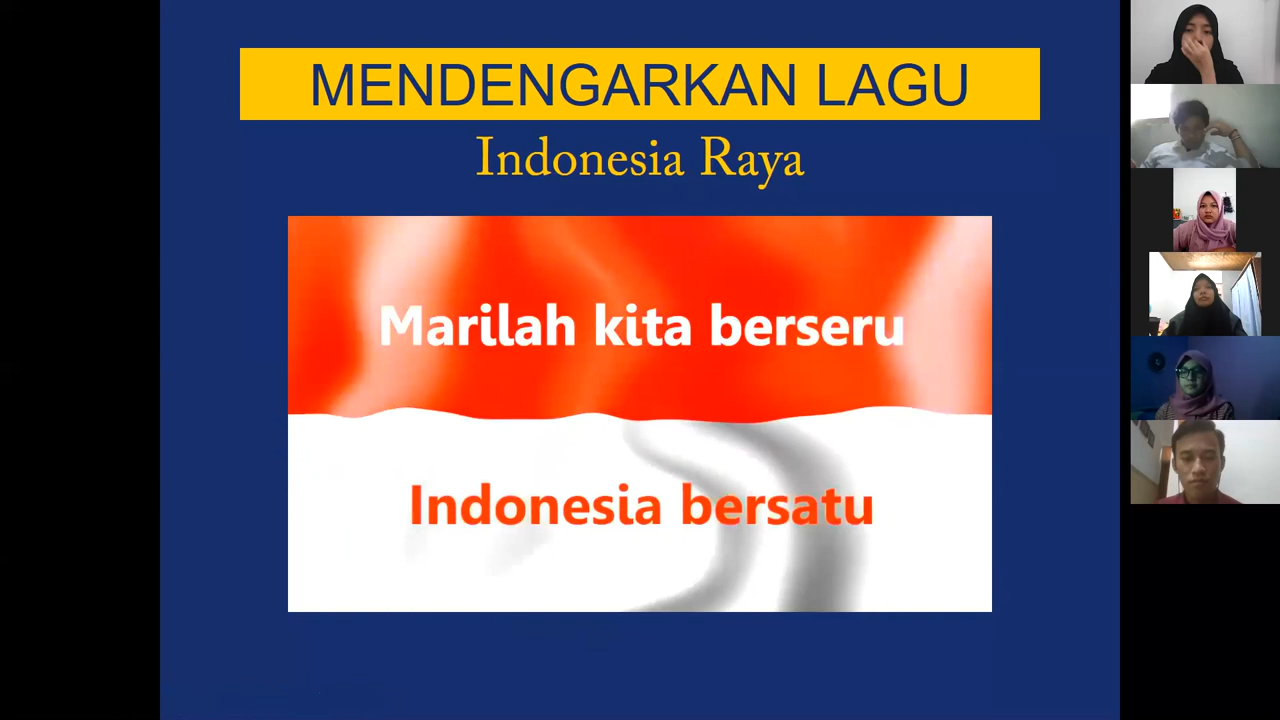 MENDENGARKAN LAGU
Indonesia Raya
Marilah kita berseru
Indonesia bersatu